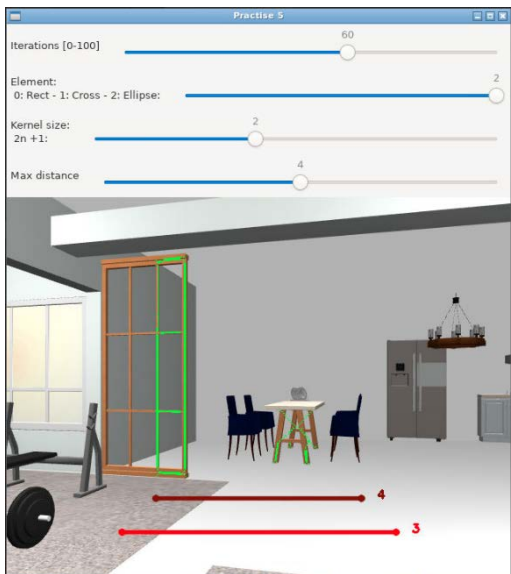 Practise 5
60
Iterations [0-100]
2
Element:
0: Rect - 1: Cross - 2: Ellipse:
2
Kernel size:
2n +1:
4
Max distance
4
3